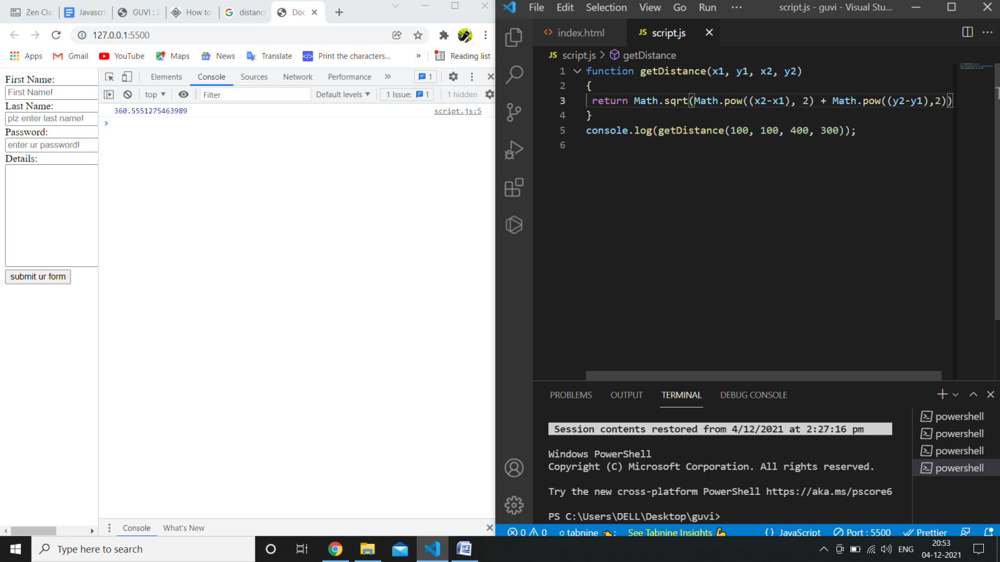 Zen Cla
Javascri
GUVI : Z
How to
distance
Doc
127.0.0.1:5500
Apps
Gmail
YouTube
Maps
News
Translate
Print the characters...
»
Reading list
First Name:
First Name!
Last Name:
plz enter last name!
Password:
enter ur password!
Details:
submit ur form
Elements
Console
Sources
Network
Performance
»
1
top ▼
Filter
Default levels ▼
1 Issue: 1
1 hidden
360.5551275463989 script.js:5
>
Console
What's New
File Edit Selection View Go Run ···
script.js - guvi - Visual Stu...
<> index.html
JS script.js
JS script.js > getDistance
1 function getDistance(x1, y1, x2, y2)
2 {
3 return Math.sqrt(Math.pow((x2-x1), 2) + Math.pow((y2-y1),2))
4 }
5 console.log(getDistance(100, 100, 400, 300));
6
PROBLEMS OUTPUT TERMINAL DEBUG CONSOLE
Session contents restored from 4/12/2021 at 2:27:16 pm
Windows PowerShell
Copyright (C) Microsoft Corporation. All rights reserved.
Try the new cross-platform PowerShell https://aka.ms/pscore6
PS C:\Users\DELL\Desktop\guvi>
powershell
powershell
powershell
powershell
0 0 tabnine : See Tabnine Insights {} JavaScript Port : 5500 Prettier
Type here to search
ENG
20:53
04-12-2021